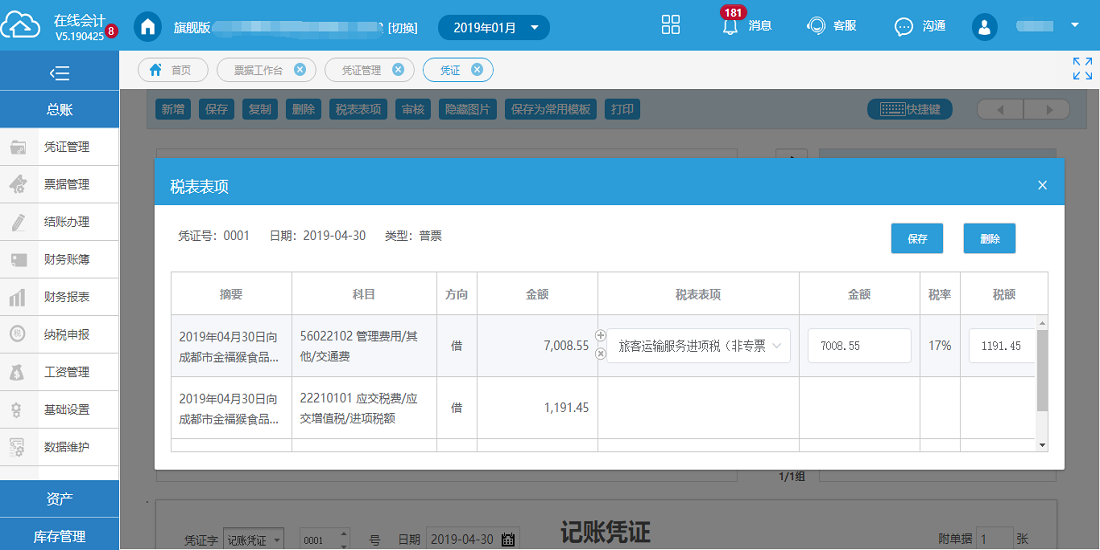 在线会计
V5.190425
8
旗舰版
[切换]
2019年01月
181
消息
客服
沟通
首页
票据工作台
凭证管理
凭证
总账
凭证管理
票据管理
结账办理
财务账簿
财务报表
纳税申报
工资管理
基础设置
数据维护
资产
库存管理
新增
保存
复制
删除
税表表项
审核
隐藏图片
保存为常用模板
打印
快捷键
税表表项
凭证号：0001 日期：2019-04-30 类型：普票
保存
删除
摘要 科目 方向 金额 税表表项 金额 税率 税额
2019年04月30日向
成都市金福猴食品...
56022102 管理费用/其
他/交通费
借
7,008.55
旅客运输服务进项税（非专票
7008.55
17%
1191.45
2019年04月30日向
成都市金福猴食品...
22210101 应交税费/应
交增值税/进项税额
借
1,191.45
1/1组
记账凭证
凭证字 记账凭证 0001 号 日期 2019-04-30 附单据 1 张